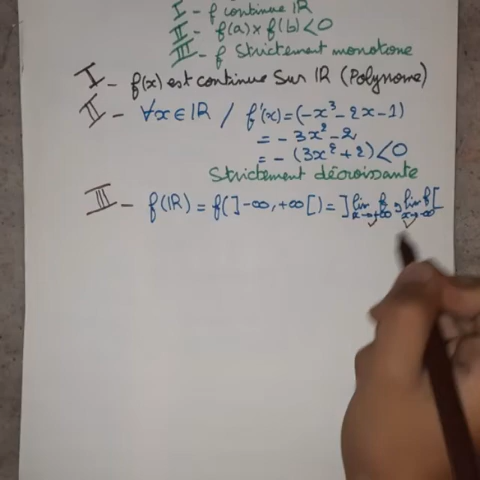 I - f continue IR
II - f(a) x f(b) < 0
III - f strictement monotone
I - f(x) est continue sur IR (Polynome)
II - ∀x ∈ IR / f'(x) = (-x³ - 2x - 1)
= - 3x² - 2
= - (3x² + 2) < 0
Strictement décroissante
III - f(IR) = f(]-∞, +∞[) = ] lim f x→+∞ , lim f x→-∞ [